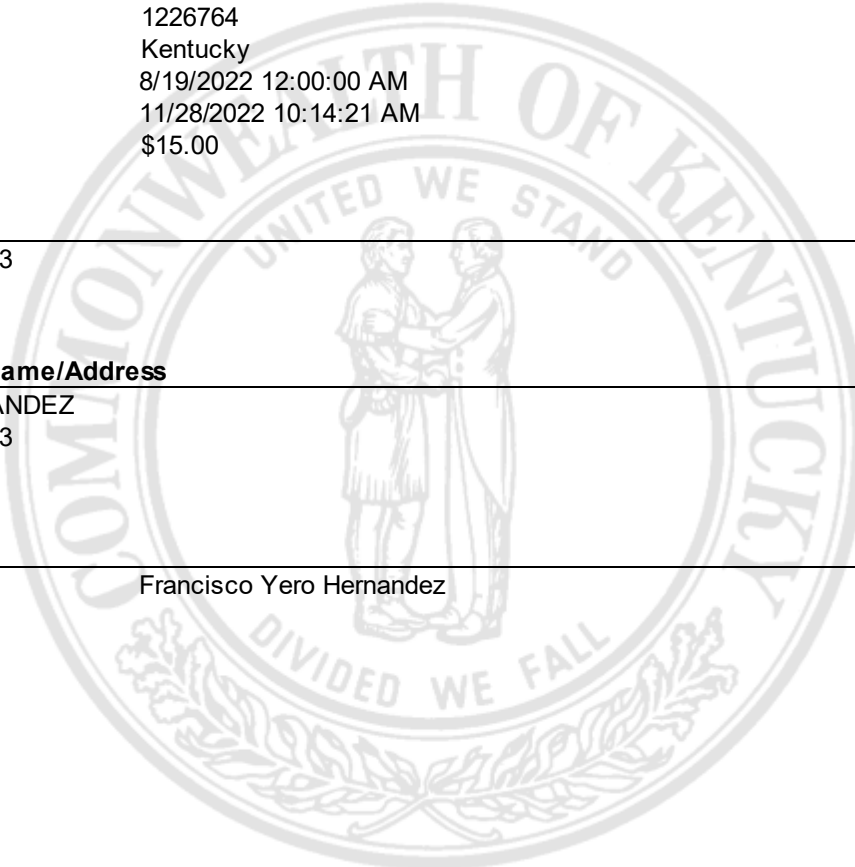 1226764
Kentucky
8/19/2022 12:00:00 AM
11/28/2022 10:14:21 AM
$15.00
3
ame/Address
ANDEZ
3
Francisco Yero Hernandez
COMMONWEALTH OF KENTUCKY
UNITED WE STAND
DIVIDED WE FALL